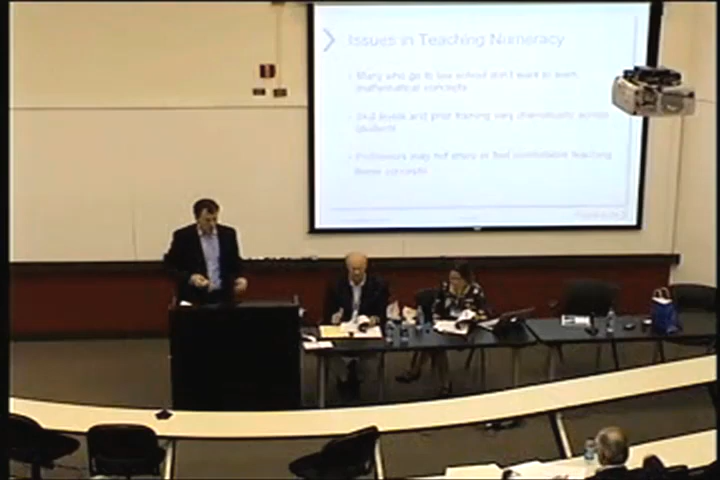 Issues in Teaching Numeracy
Many who go to law school don't want to learn
mathematical concepts
Skill levels and prior training vary dramatically across
students
Professors may not enjoy or feel comfortable teaching
these concepts